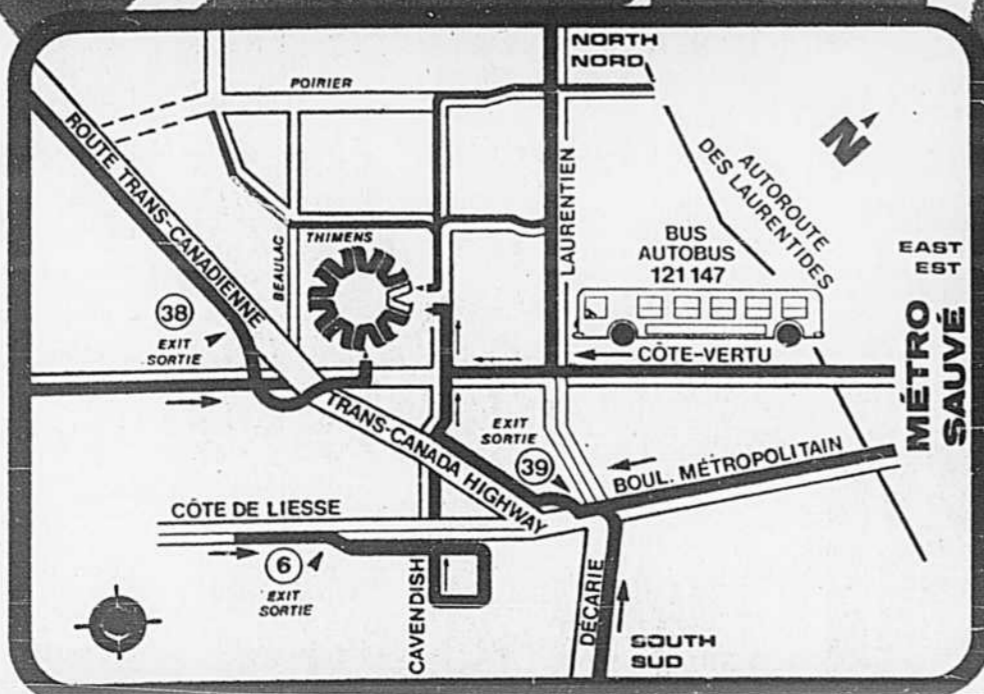 NORTH
NORD
POIRIER
N
ROUTE TRANS-CANADIENNE
LAURENTIEN
AUTOROUTE
DES LAURENTIDES
BEAULAC
THIMENS
BUS
AUTOBUS
121 147
EAST
EST
MÉTRO
SAUVÉ
38
EXIT
SORTIE
CÔTE-VERTU
TRANS-CANADA HIGHWAY
EXIT
SORTIE
39
BOUL. MÉTROPOLITAIN
CÔTE DE LIESSE
6
EXIT
SORTIE
CAVENDISH
DÉCARIE
SOUTH
SUD